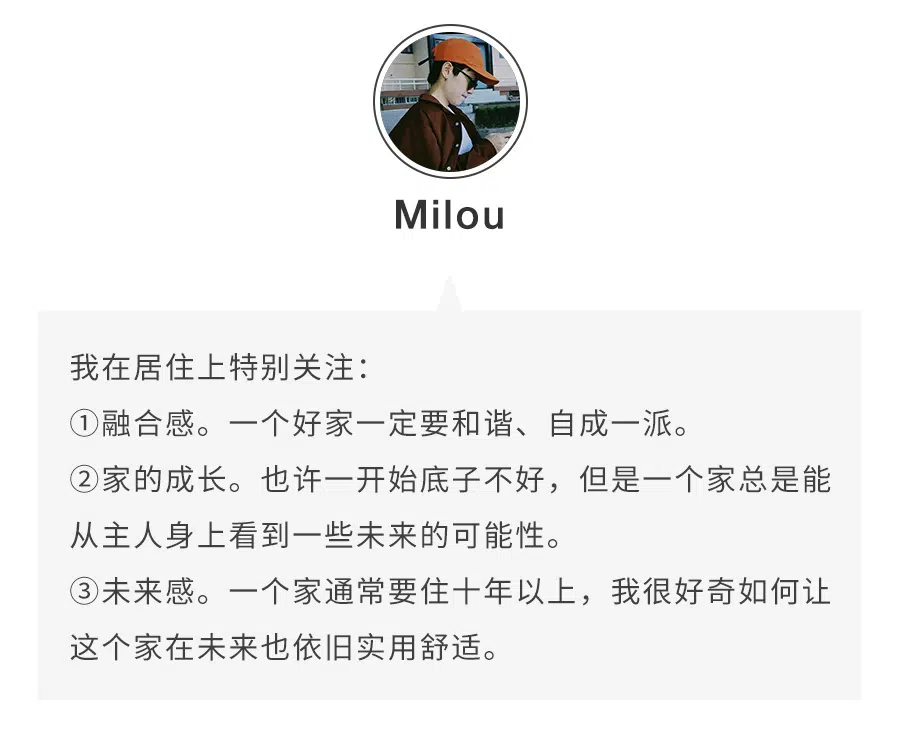 Milou
我在居住上特别关注：
①融合感。一个好家一定要和谐、自成一派。
②家的成长。也许一开始底子不好，但是一个家总是能
从主人身上看到一些未来的可能性。
③未来感。一个家通常要住十年以上，我很好奇如何让
这个家在未来也依旧实用舒适。